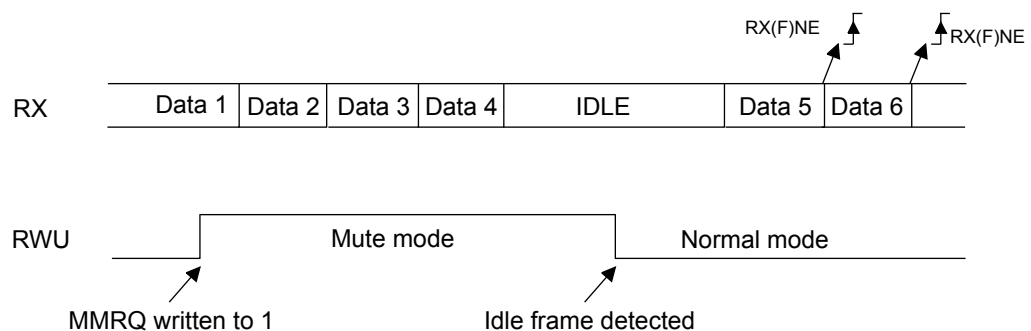 RX(F)NE
RX(F)NE
RX Data 1 Data 2 Data 3 Data 4 IDLE Data 5 Data 6
RWU Mute mode Normal mode
MMRQ written to 1 Idle frame detected